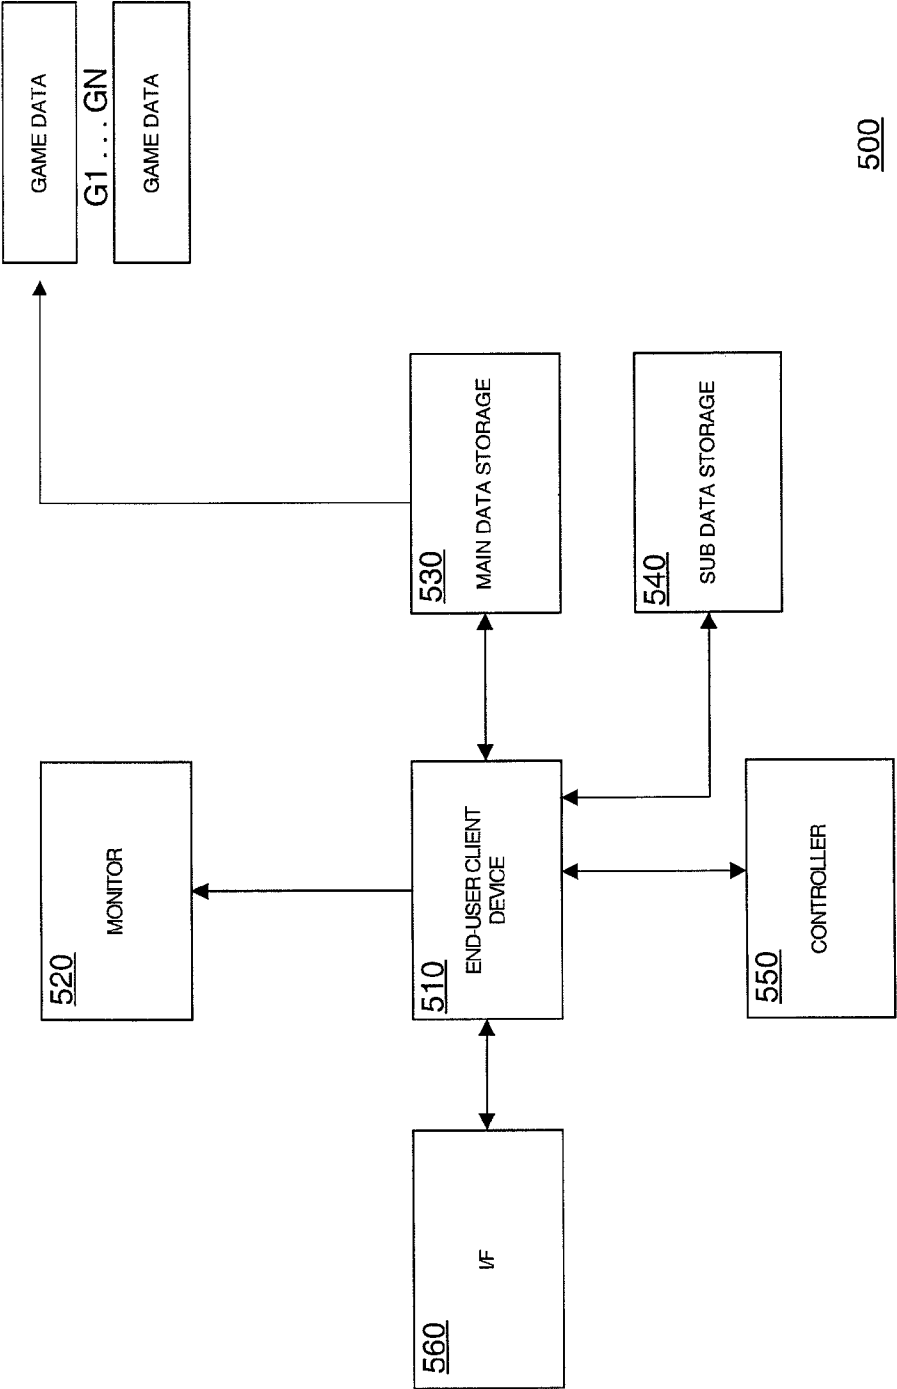 GAME DATA
G1 . . . GN
GAME DATA
520
MONITOR
560
I/F
510
END-USER CLIENT
DEVICE
530
MAIN DATA STORAGE
540
SUB DATA STORAGE
550
CONTROLLER
500